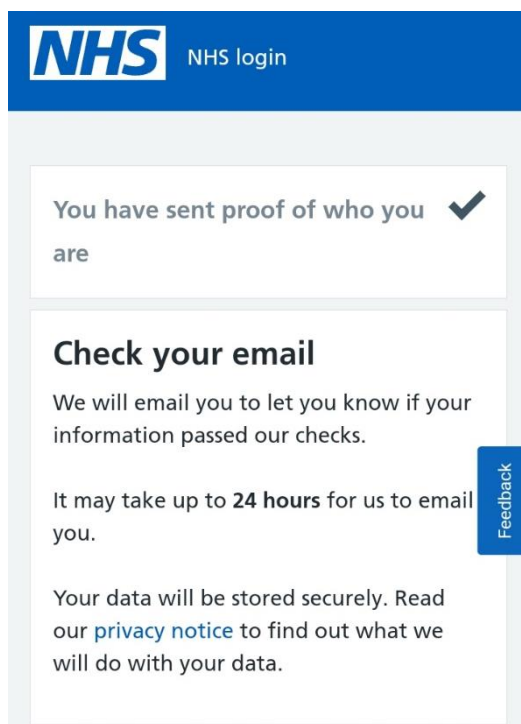 NHS NHS login
You have sent proof of who you
are
Check your email
We will email you to let you know if your
information passed our checks.
It may take up to 24 hours for us to email
you.
Feedback
Your data will be stored securely. Read
our privacy notice to find out what we
will do with your data.